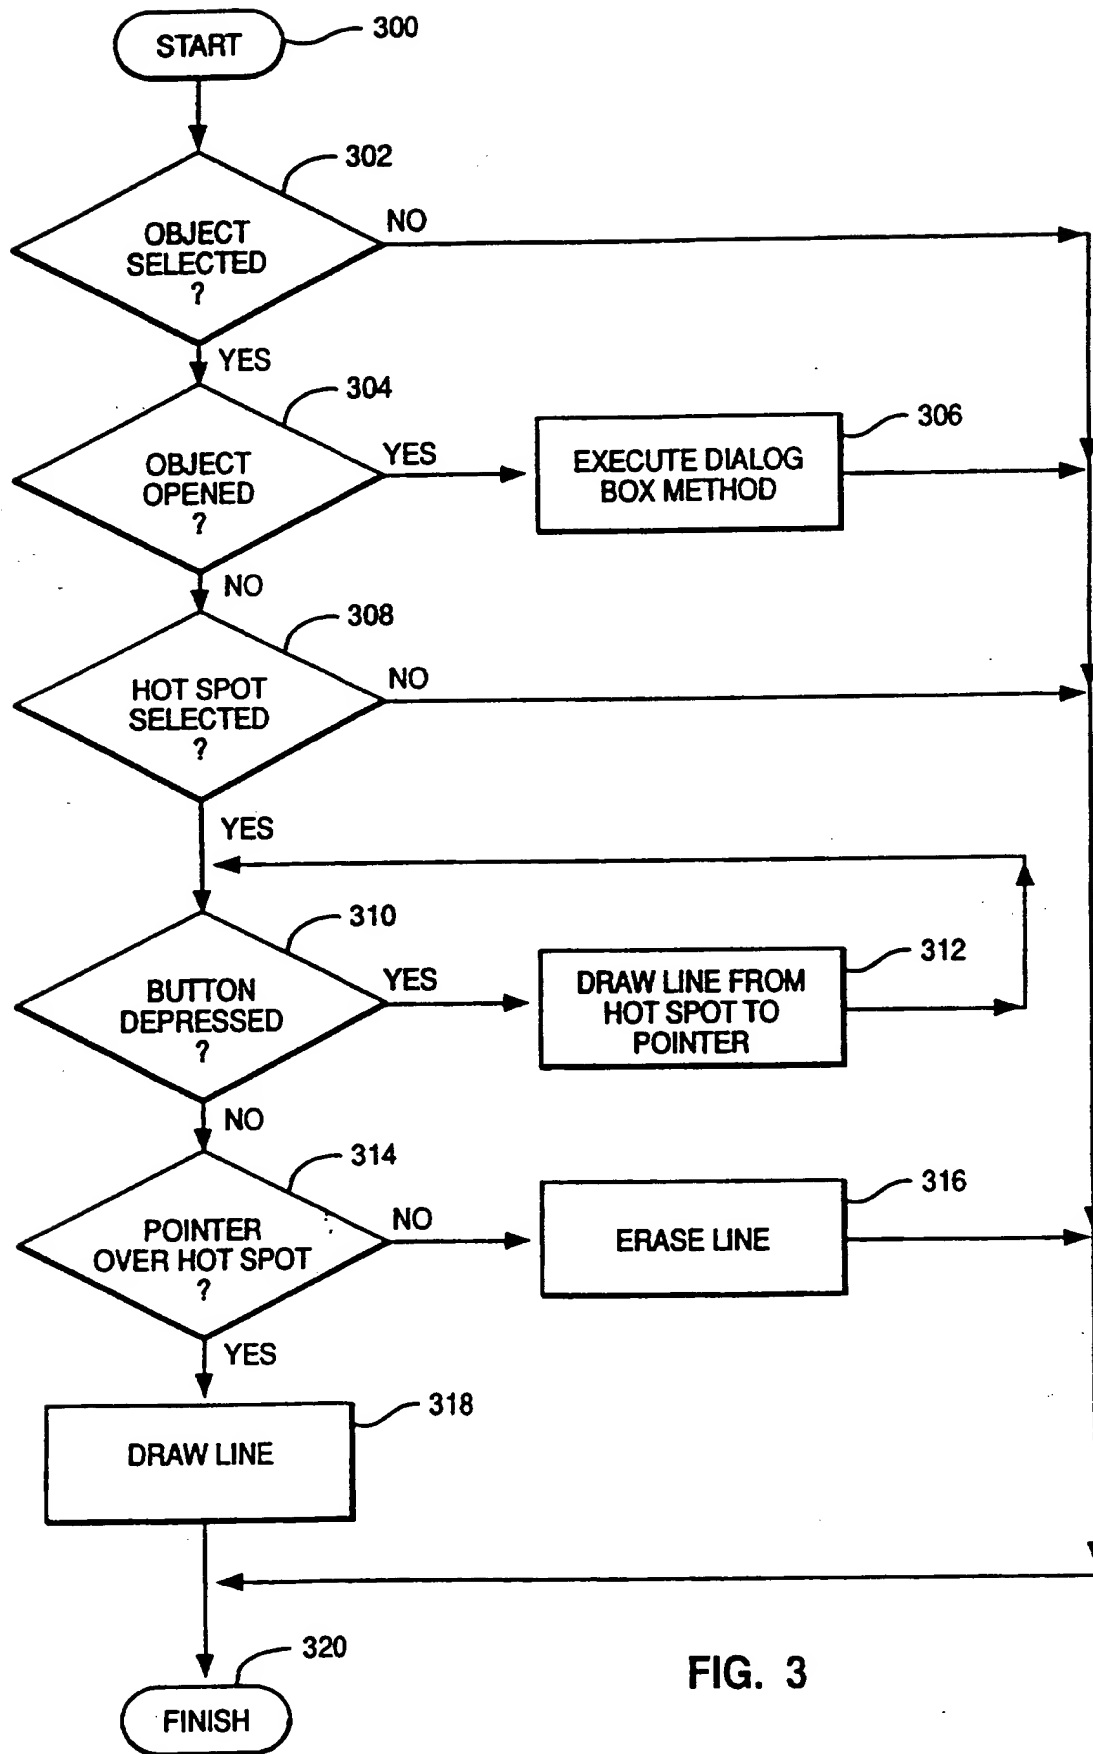 START
300
302
OBJECT
SELECTED
?
NO
YES
304
OBJECT
OPENED
?
YES
306
EXECUTE DIALOG
BOX METHOD
NO
308
HOT SPOT
SELECTED
?
NO
YES
310
BUTTON
DEPRESSED
?
YES
312
DRAW LINE FROM
HOT SPOT TO
POINTER
NO
314
POINTER
OVER HOT SPOT
?
NO
316
ERASE LINE
YES
318
DRAW LINE
320
FINISH
FIG. 3